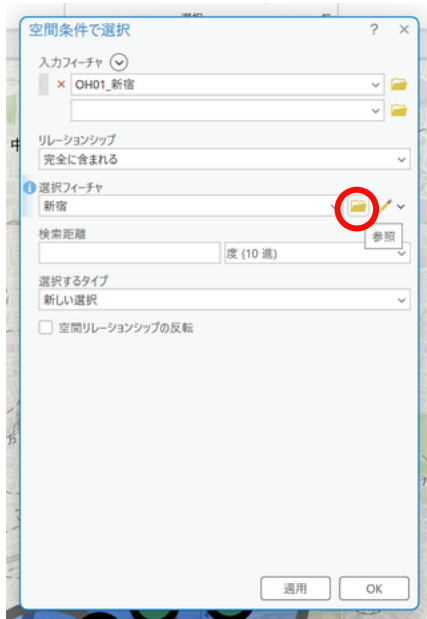 空間条件で選択 ? ×
入力フィーチャ
× OH01_新宿
リレーションシップ
完全に含まれる
選択フィーチャ
新宿
参照
検索距離
度 (10 進)
選択するタイプ
新しい選択
空間リレーションシップの反転
適用 OK